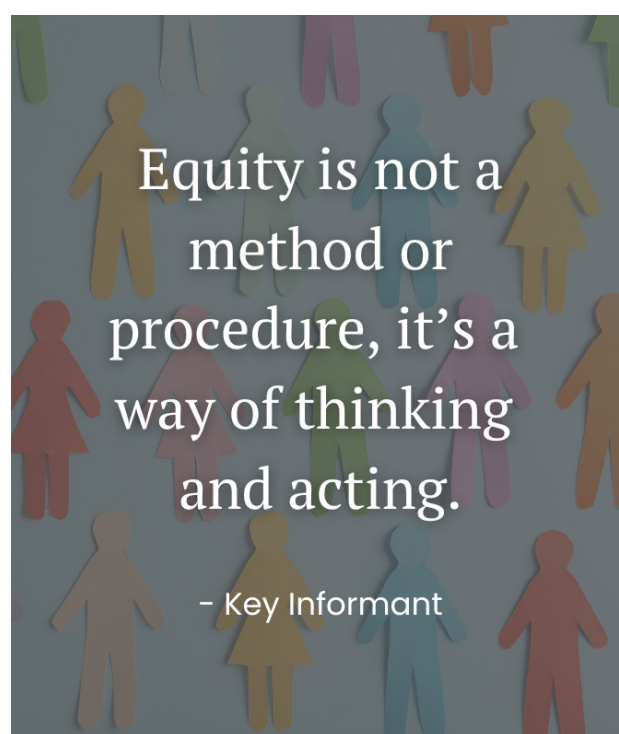 Equity is not a
method or
procedure, it’s a
way of thinking
and acting.
- Key Informant